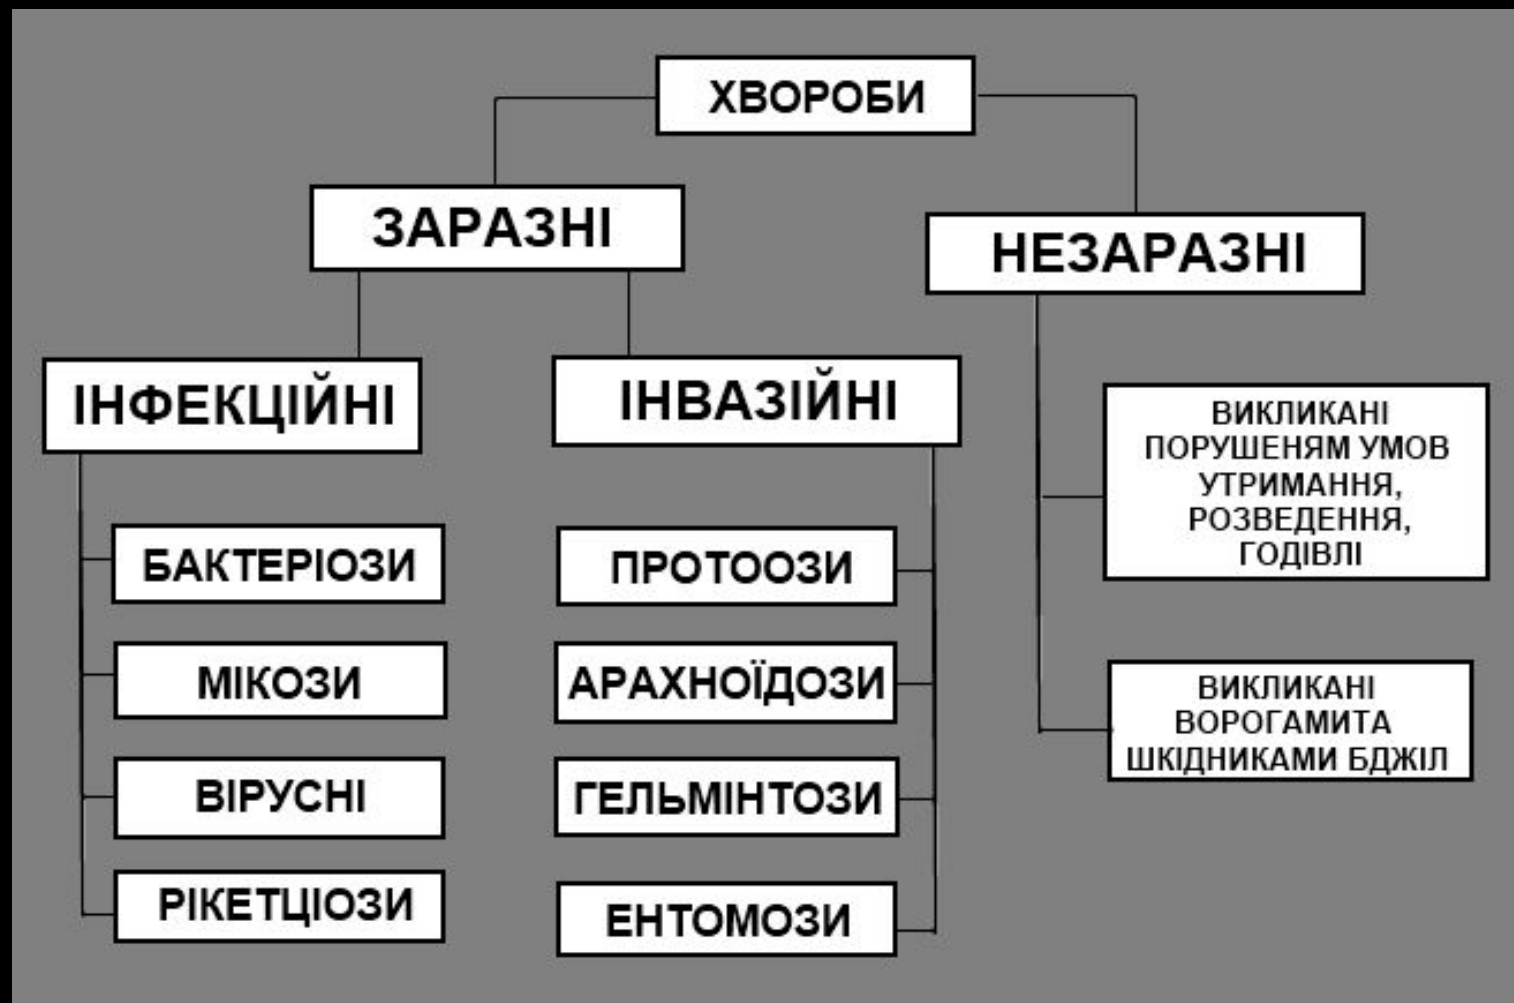 ХВОРОБИ
ЗАРАЗНІ
НЕЗАРАЗНІ
ІНФЕКЦІЙНІ
ІНВАЗІЙНІ
БАКТЕРІОЗИ
МІКОЗИ
ВІРУСНІ
РІКЕТЦІОЗИ
ПРОТООЗИ
АРАХНОЇДОЗИ
ГЕЛЬМІНТОЗИ
ЕНТОМОЗИ
ВИКЛИКАНІ
ПОРУШЕНЯМ УМОВ
УТРИМАННЯ,
РОЗВЕДЕННЯ,
ГОДІВЛІ
ВИКЛИКАНІ
ВОРОГАМИТА
ШКІДНИКАМИ БДЖІЛ